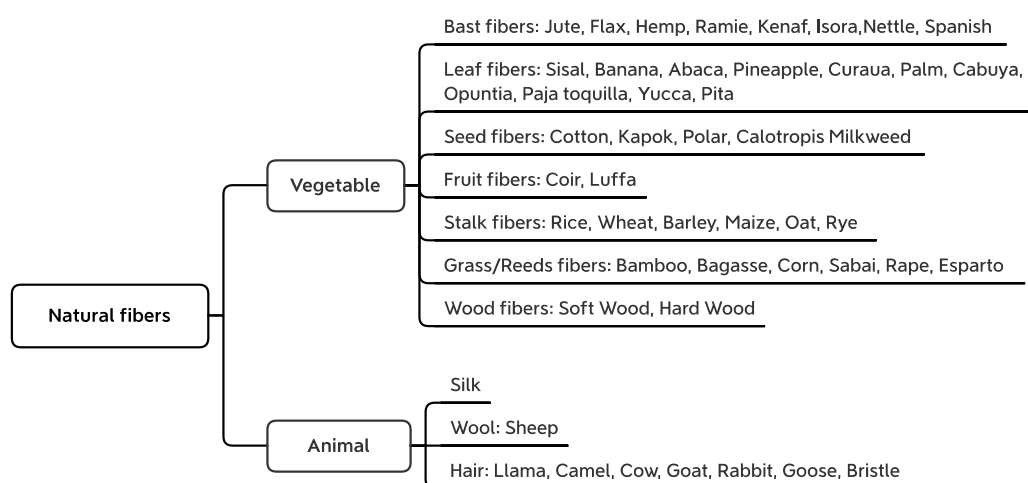 Bast fibers: Jute, Flax, Hemp, Ramie, Kenaf, Isora,Nettle, Spanish
Leaf fibers: Sisal, Banana, Abaca, Pineapple, Curaua, Palm, Cabuya,
Opuntia, Paja toquilla, Yucca, Pita
Seed fibers: Cotton, Kapok, Polar, Calotropis Milkweed
Vegetable
Fruit fibers: Coir, Luffa
Stalk fibers: Rice, Wheat, Barley, Maize, Oat, Rye
Grass/Reeds fibers: Bamboo, Bagasse, Corn, Sabai, Rape, Esparto
Wood fibers: Soft Wood, Hard Wood
Natural fibers
Silk
Wool: Sheep
Animal
Hair: Llama, Camel, Cow, Goat, Rabbit, Goose, Bristle